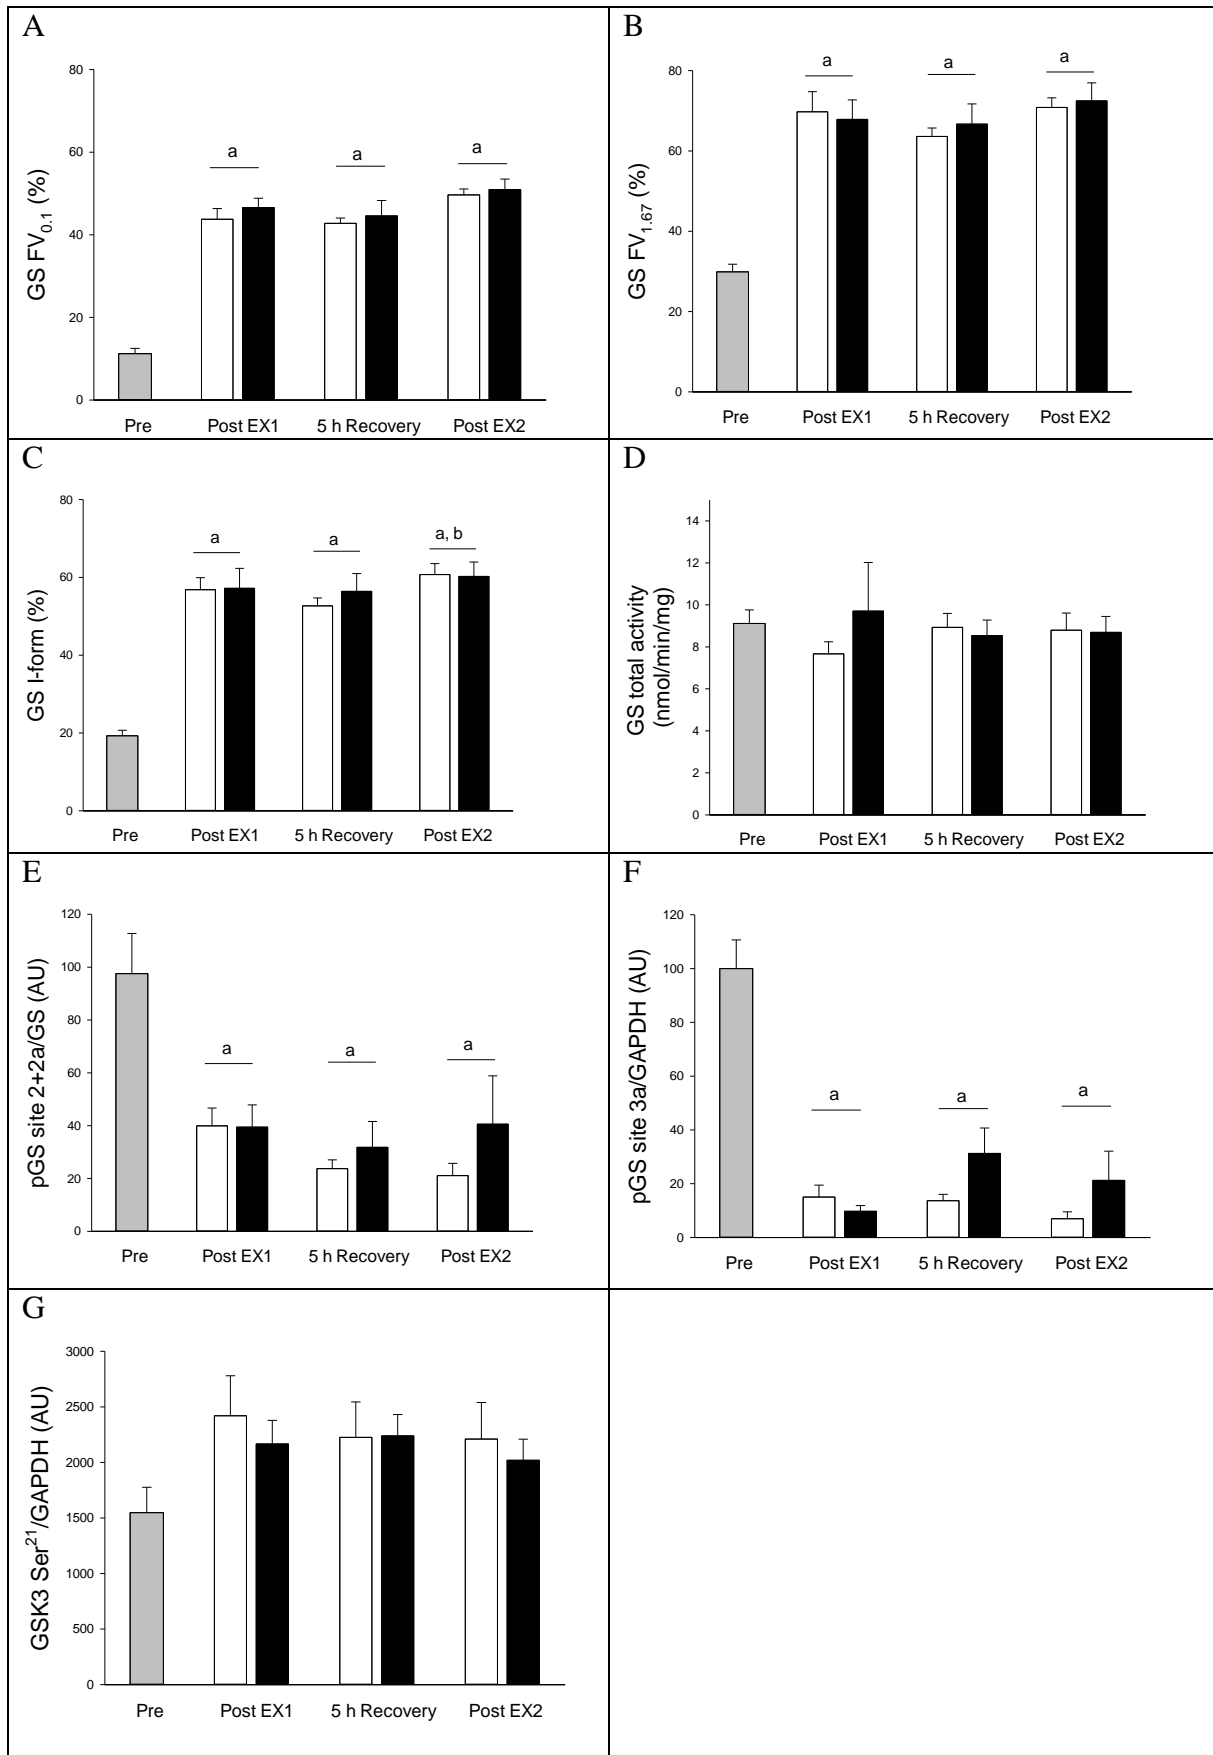 A
80
60
40
20
0
GS FV0.1 (%)
a
a
a
Pre Post EX1 5 h Recovery Post EX2
B
80
60
40
20
0
GS FV1.67 (%)
a
a
a
Pre Post EX1 5 h Recovery Post EX2
C
80
60
40
20
0
GS I-form (%)
a
a
a, b
Pre Post EX1 5 h Recovery Post EX2
D
14
12
10
8
6
4
2
0
GS total activity
(nmol/min/mg)
Pre Post EX1 5 h Recovery Post EX2
E
120
100
80
60
40
20
0
pGS site 2+2a/GS (AU)
a
a
a
Pre Post EX1 5 h Recovery Post EX2
F
120
100
80
60
40
20
0
pGS site 3a/GAPDH (AU)
a
a
a
Pre Post EX1 5 h Recovery Post EX2
G
3000
2500
2000
1500
1000
500
0
GSK3 Ser21/GAPDH (AU)
Pre Post EX1 5 h Recovery Post EX2